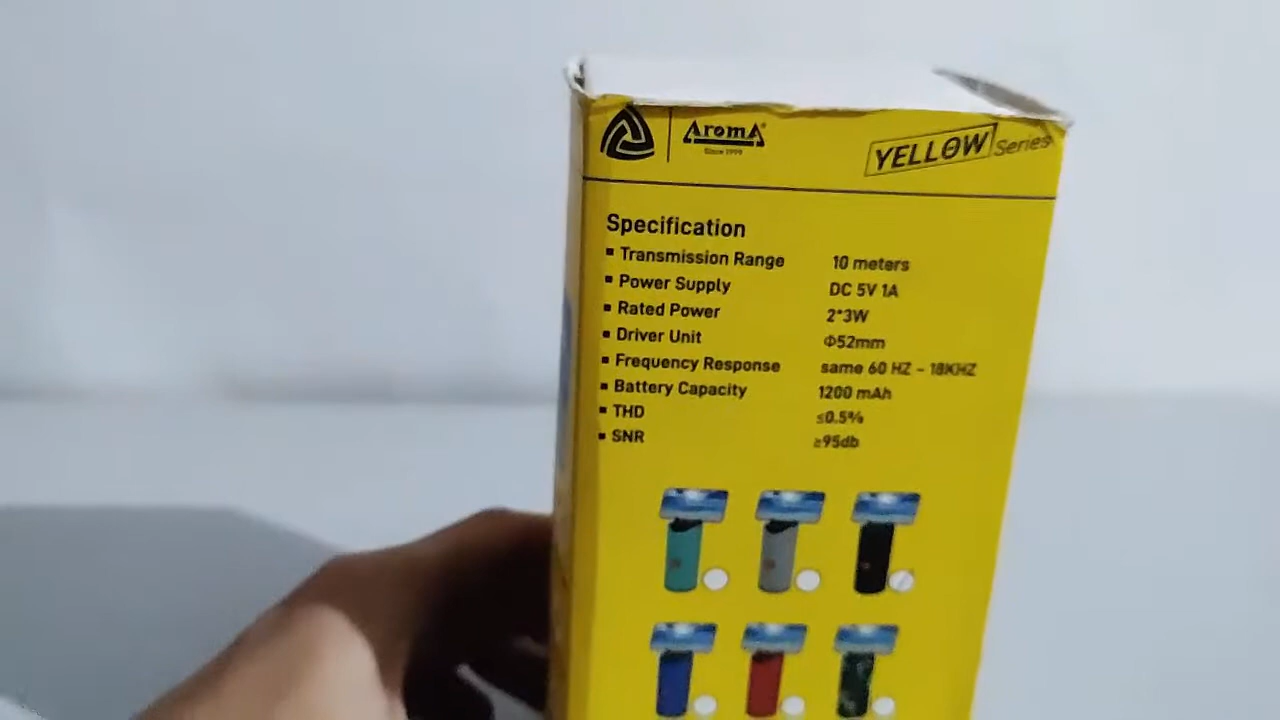 AromA
Since 1999
YELLOW Series
Specification
▪ Transmission Range 10 meters
▪ Power Supply DC 5V 1A
▪ Rated Power 2*3W
▪ Driver Unit Φ52mm
▪ Frequency Response same 60 HZ - 18KHZ
▪ Battery Capacity 1200 mAh
▪ THD ≤0.5%
▪ SNR ≥95db